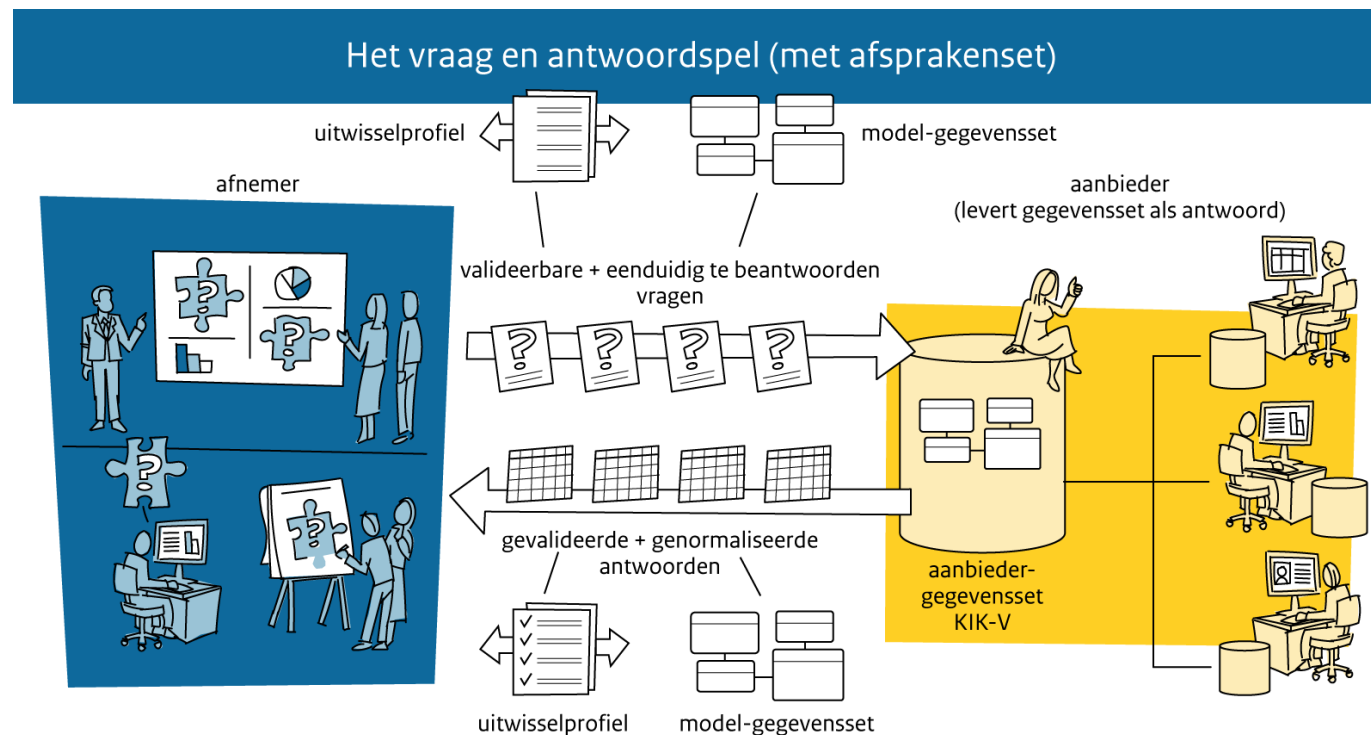 Het vraag en antwoordspel (met afsprakenset)
uitwisselprofiel
model-gegevensset
afnemer
aanbieder
(levert gegevensset als antwoord)
valideerbare + eenduidig te beantwoorden
vragen
?
?
?
?
?
?
?
?
gevalideerde + genormaliseerde
antwoorden
aanbieder-
gegevensset
KIK-V
uitwisselprofiel
model-gegevensset